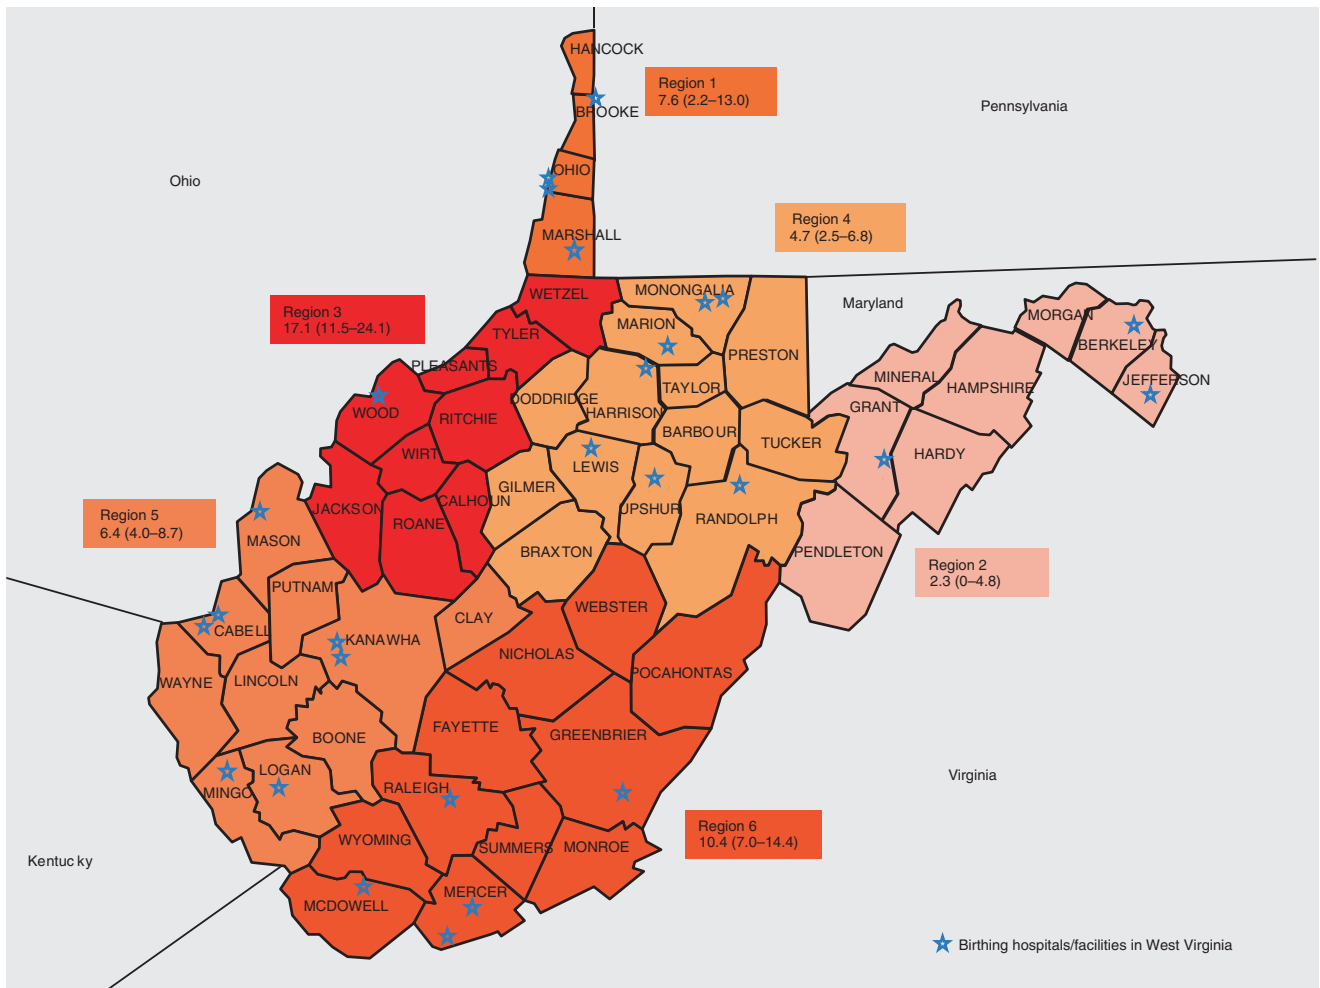 HANCOCK
Region 1
7.6 (2.2–13.0)
Pennsylvania
BROOKE
OHIO
Ohio
Region 4
4.7 (2.5–6.8)
MARSHALL
WETZEL
MONONGALIA
Maryland
Region 3
17.1 (11.5–24.1)
MORGAN
MARION
TYLER
BERKELEY
PRESTON
PLEASANTS
MINERAL
JEFFERSON
TAYLOR
HAMPSHIRE
DODDRIDGE
GRANT
WOOD
HARRISON
RITCHIE
BARBOUR
TUCKER
WIRT
HARDY
LEWIS
GILMER
CALHOUN
JACKSON
UPSHUR
RANDOLPH
Region 5
6.4 (4.0–8.7)
ROANE
MASON
BRAXTON
PENDLETON
Region 2
2.3 (0–4.8)
PUTNAM
WEBSTER
CLAY
CABELL
KANAWHA
NICHOLAS
POCAHONTAS
WAYNE
LINCOLN
FAYETTE
GREENBRIER
BOONE
LOGAN
Virginia
RALEIGH
MINGO
Region 6
10.4 (7.0–14.4)
WYOMING
SUMMERS
MONROE
Kentucky
MERCER
MCDOWELL
Birthing hospitals/facilities in West Virginia